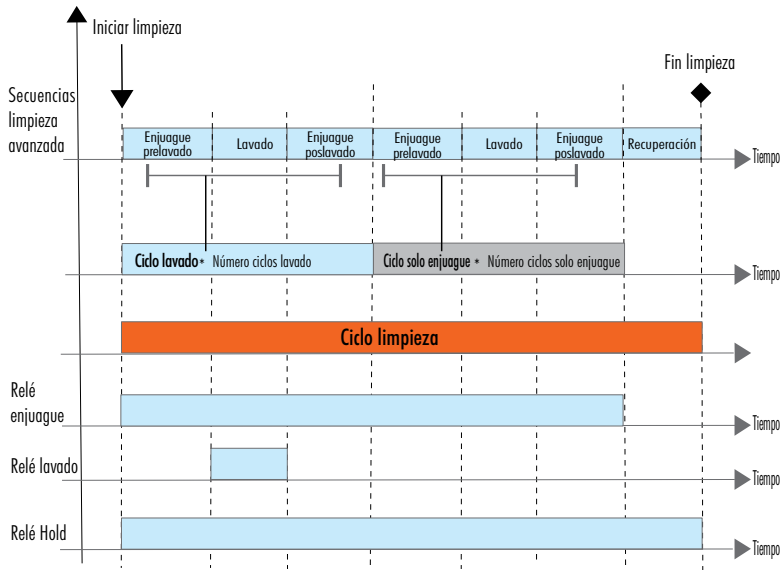 Iniciar limpieza
Fin limpieza
Secuencias
limpieza
avanzada
Enjuague
prelavado
Lavado
Enjuague
poslavado
Enjuague
prelavado
Lavado
Enjuague
poslavado
Recuperación
Tiempo
Ciclo lavado* Número ciclos lavado
Ciclo solo enjuague * Número ciclos solo enjuague
Tiempo
Ciclo limpieza
Relé
enjuague
Tiempo
Relé lavado
Tiempo
Relé Hold
Tiempo